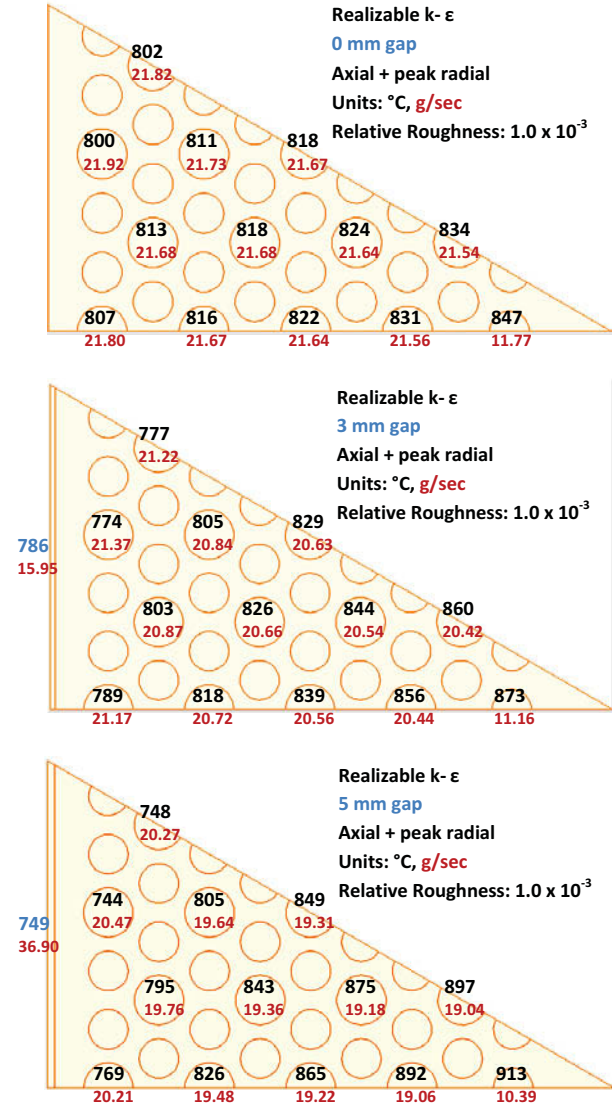 Realizable k- ε
0 mm gap
Axial + peak radial
Units: °C, g/sec
Relative Roughness: 1.0 x 10⁻³
802
21.82
800 811 818
21.92 21.73 21.67
813 818 824 834
21.68 21.68 21.64 21.54
807 816 822 831 847
21.80 21.67 21.64 21.56 11.77
Realizable k- ε
3 mm gap
Axial + peak radial
Units: °C, g/sec
Relative Roughness: 1.0 x 10⁻³
777
21.22
774 805 829
21.37 20.84 20.63
786
15.95
803 826 844 860
20.87 20.66 20.54 20.42
789 818 839 856 873
21.17 20.72 20.56 20.44 11.16
Realizable k- ε
5 mm gap
Axial + peak radial
Units: °C, g/sec
Relative Roughness: 1.0 x 10⁻³
748
20.27
744 805 849
20.47 19.64 19.31
749
36.90
795 843 875 897
19.76 19.36 19.18 19.04
769 826 865 892 913
20.21 19.48 19.22 19.06 10.39